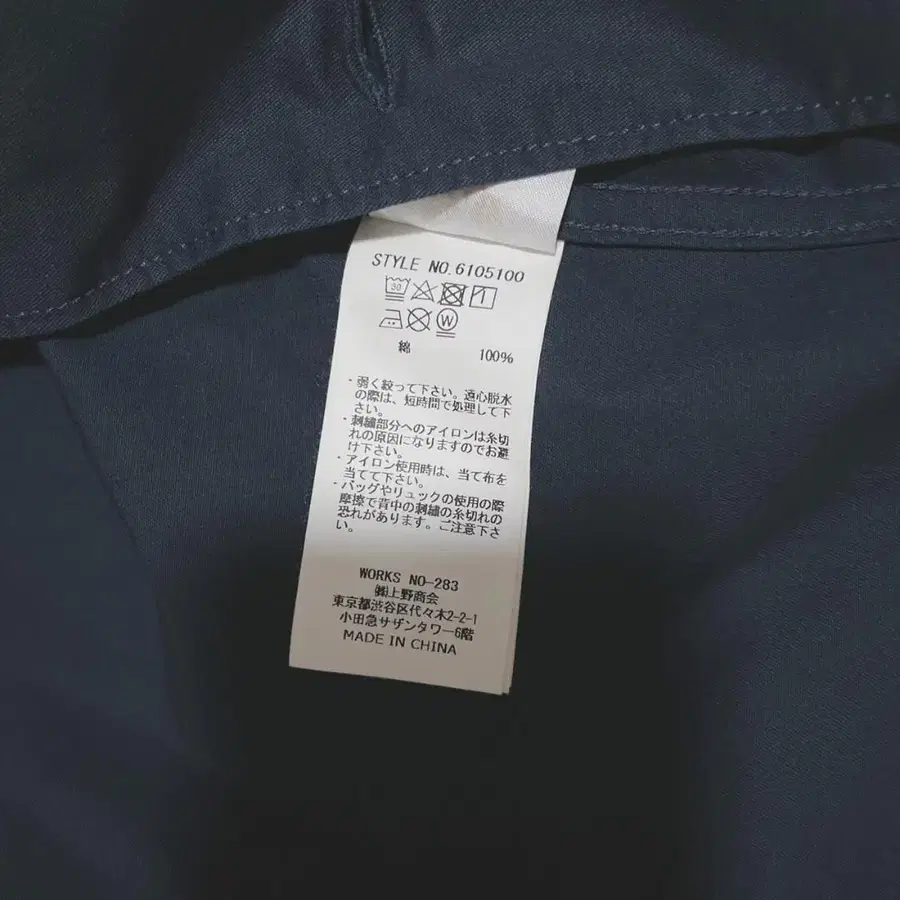 STYLE NO.6105100
30
W
綿 100%
・弱く絞って下さい。遠心脱水
の際は、短時間で処理して下
さい。
・刺繍部分へのアイロンは糸切
れの原因になりますのでお避
け下さい。
・アイロン使用時は、当て布を
当てて下さい。
・バッグやリュックの使用の際
摩擦で背中の刺繍の糸切れの
恐れがあります。ご注意下さ
い。
WORKS NO-283
㈱上野商会
東京都渋谷区代々木2-2-1
小田急サザンタワー6階
MADE IN CHINA